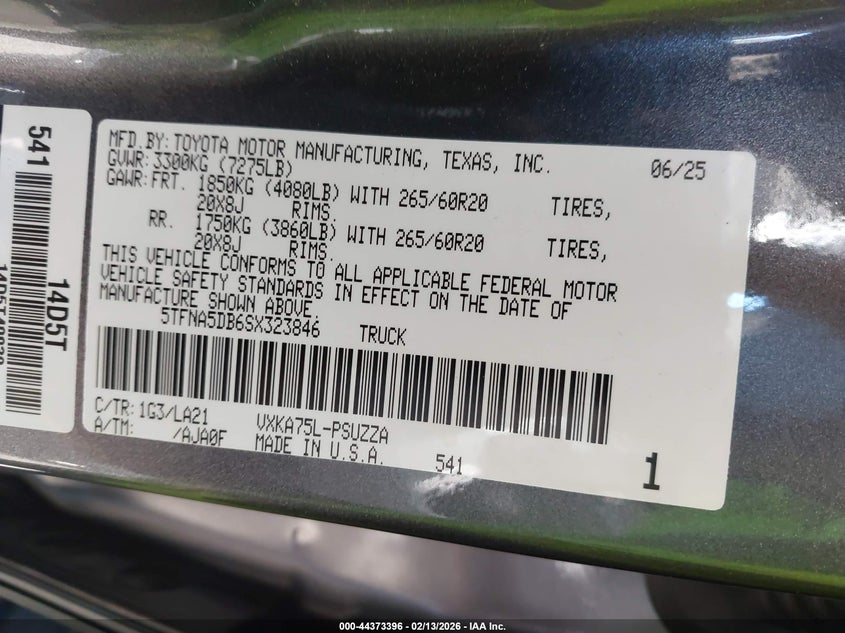 541
14D5T
MFD.BY:TOYOTA MOTOR MANUFACTURING, TEXAS, INC. 06/25
GVWR:3300KG (7275LB)
GAWR:FRT. 1850KG (4080LB) WITH 265/60R20 TIRES,
20X8J RIMS.
RR. 1750KG (3860LB) WITH 265/60R20 TIRES,
20X8J RIMS.
THIS VEHICLE CONFORMS TO ALL APPLICABLE FEDERAL MOTOR
VEHICLE SAFETY STANDARDS IN EFFECT ON THE DATE OF
MANUFACTURE SHOWN ABOVE.
5TFNA5DB6SX323846 TRUCK
C/TR:1G3/LA21 VXKA75L-PSUZZA
A/TM: /AJA0F MADE IN U.S.A. 541 1
000-44373396 - 02/13/2026 - IAA Inc.